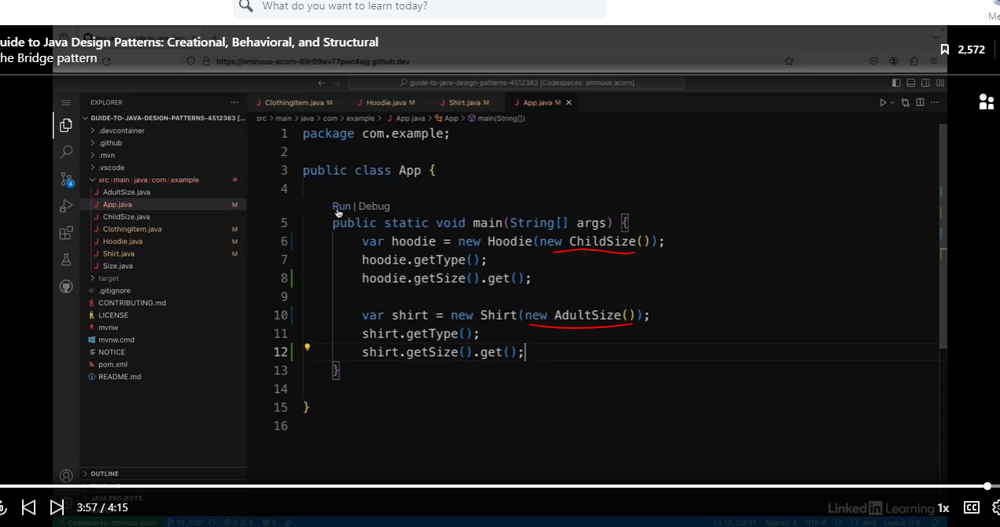 What do you want to learn today?
Me
uide to Java Design Patterns: Creational, Behavioral, and Structural
he Bridge pattern
2,572
https://ominous-acorn-69r99wv77pwc4xjg.github.dev
guide-to-java-design-patterns-4512383 [Codespaces: ominous acorn]
EXPLORER
ClothingItem.java M
Hoodie.java M
Shirt.java M
App.java M
src > main > java > com > example > App.java > App > main(String[])
GUIDE-TO-JAVA-DESIGN-PATTERNS-4512383 [...
.devcontainer
.github
.mvn
.vscode
src/main/java/com/example
AdultSize.java
App.java M
ChildSize.java
ClothingItem.java M
Hoodie.java M
Shirt.java M
Size.java
target
.gitignore
CONTRIBUTING.md
LICENSE
mvnw
mvnw.cmd
NOTICE
pom.xml
README.md
4
1 package com.example;
2
3 public class App {
4
Run | Debug
5 public static void main(String[] args) {
6 var hoodie = new Hoodie(new ChildSize());
7 hoodie.getType();
8 hoodie.getSize().get();
9
10 var shirt = new Shirt(new AdultSize());
11 shirt.getType();
12 shirt.getSize().get();
13 }
14
15 }
16
OUTLINE
JAVA PROJECTS
3:57 / 4:15
LinkedIn Learning
1x
CC
Codespaces: ominous acorn
10_02b*
Ln 12, Col 31
Spaces: 4
UTF-8
LF
{} Java
Layout: U.S.